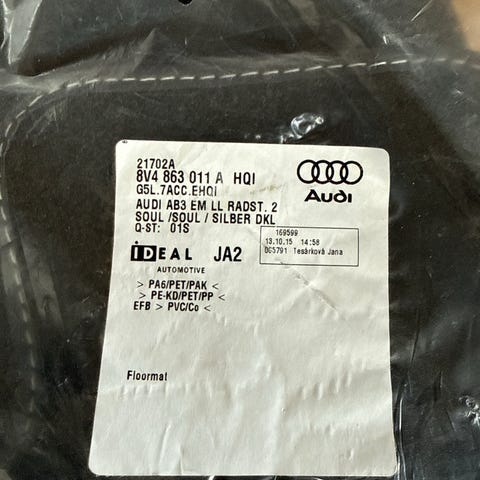 21702A
8V4 863 011 A HQI
G5L.7ACC.EHQI
AUDI AB3 EM LL RADST. 2
SOUL /SOUL / SILBER DKL
Q-ST: 01S
Audi
169599
13.10.15 14:58
005791 Tesárková Jana
IDEAL JA2
AUTOMOTIVE
> PA6/PET/PAK <
> PE-KD/PET/PP <
EFB > PVC/Co <
Floormat